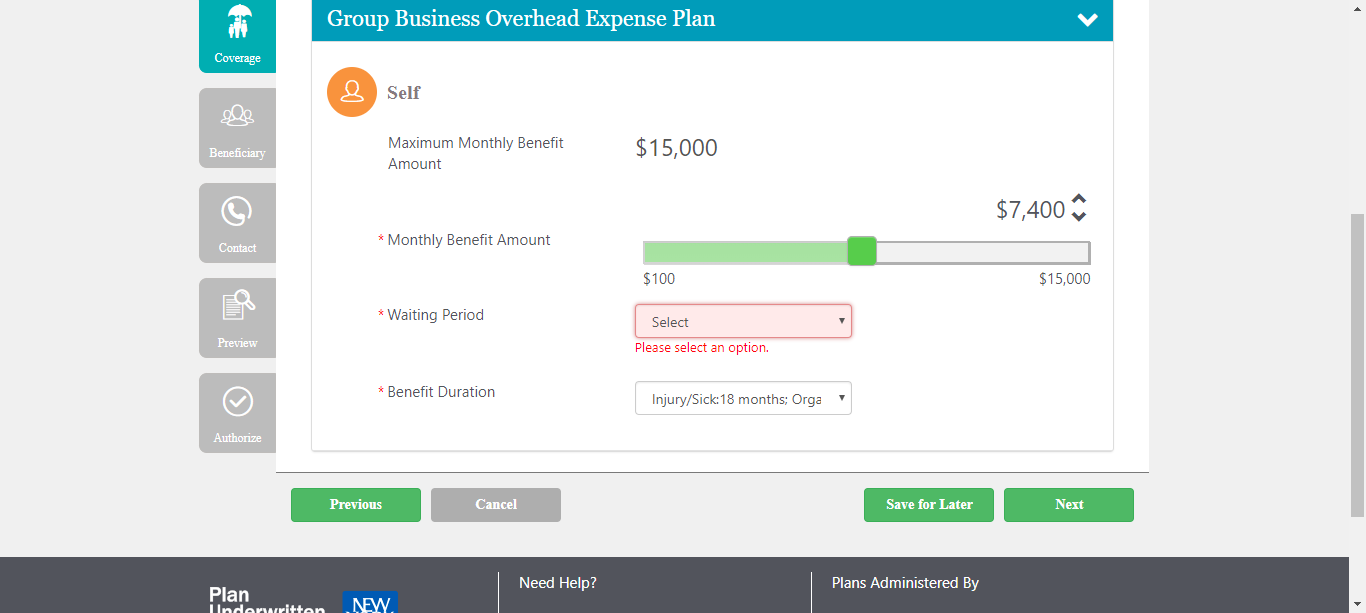 Group Business Overhead Expense Plan
Coverage
Beneficiary
Contact
Preview
Authorize
Self
Maximum Monthly Benefit
Amount
$15,000
$7,400
* Monthly Benefit Amount
$100
$15,000
* Waiting Period
Select
Please select an option.
* Benefit Duration
Injury/Sick:18 months; Orga
Previous
Cancel
Save for Later
Next
Plan
Underwritten
NEW
Need Help?
Plans Administered By